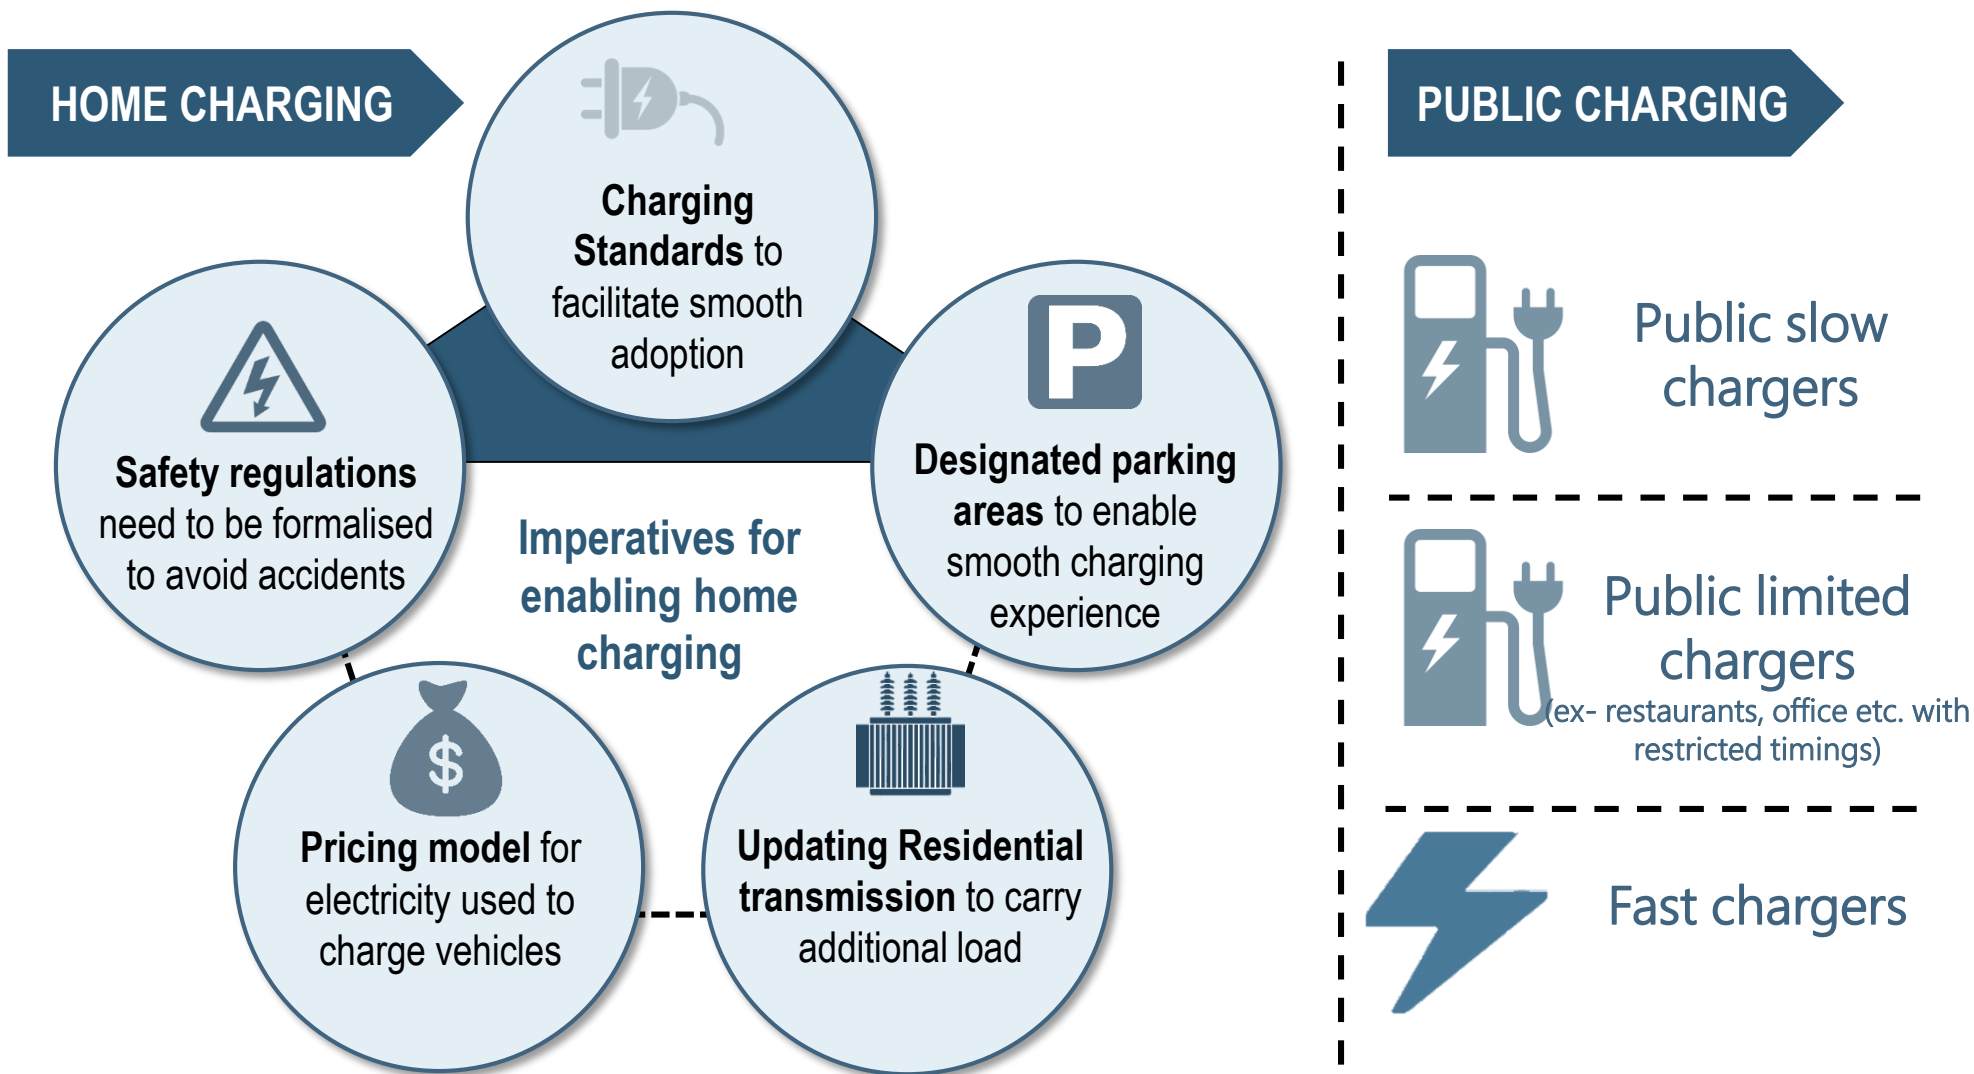 HOME CHARGING
Charging
Standards to
facilitate smooth
adoption
Safety regulations
need to be formalised
to avoid accidents
P
Designated parking
areas to enable
smooth charging
experience
Imperatives for
enabling home
charging
$
Pricing model for
electricity used to
charge vehicles
Updating Residential
transmission to carry
additional load
PUBLIC CHARGING
Public slow
chargers
Public limited
chargers
(ex- restaurants, office etc. with
restricted timings)
Fast chargers